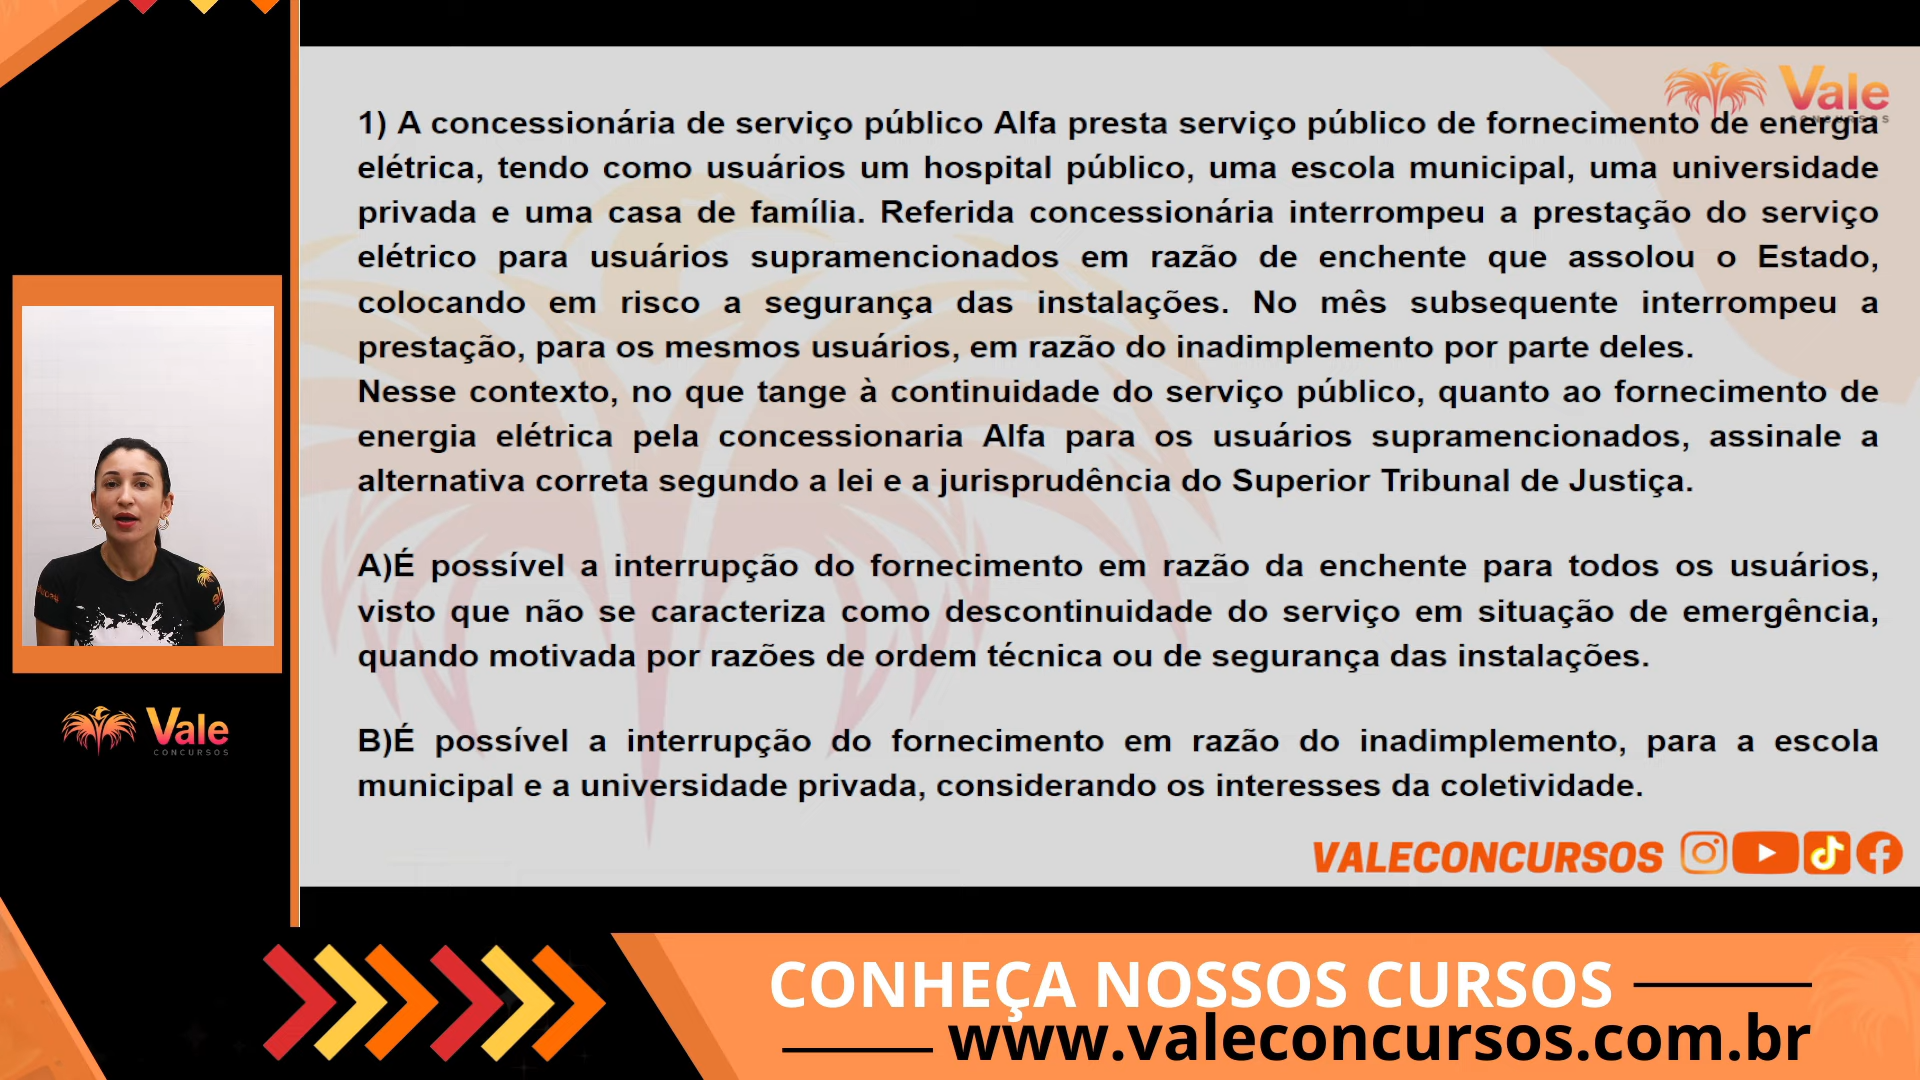 Vale
CONCURSOS
1) A concessionária de serviço público Alfa presta serviço público de fornecimento de energia
elétrica, tendo como usuários um hospital público, uma escola municipal, uma universidade
privada e uma casa de família. Referida concessionária interrompeu a prestação do serviço
elétrico para usuários supramencionados em razão de enchente que assolou o Estado,
colocando em risco a segurança das instalações. No mês subsequente interrompeu a
prestação, para os mesmos usuários, em razão do inadimplemento por parte deles.
Nesse contexto, no que tange à continuidade do serviço público, quanto ao fornecimento de
energia elétrica pela concessionaria Alfa para os usuários supramencionados, assinale a
alternativa correta segundo a lei e a jurisprudência do Superior Tribunal de Justiça.
A)É possível a interrupção do fornecimento em razão da enchente para todos os usuários,
visto que não se caracteriza como descontinuidade do serviço em situação de emergência,
quando motivada por razões de ordem técnica ou de segurança das instalações.
B)É possível a interrupção do fornecimento em razão do inadimplemento, para a escola
municipal e a universidade privada, considerando os interesses da coletividade.
VALECONCURSOS
Vale
CONCURSOS
CONHEÇA NOSSOS CURSOS
www.valeconcursos.com.br